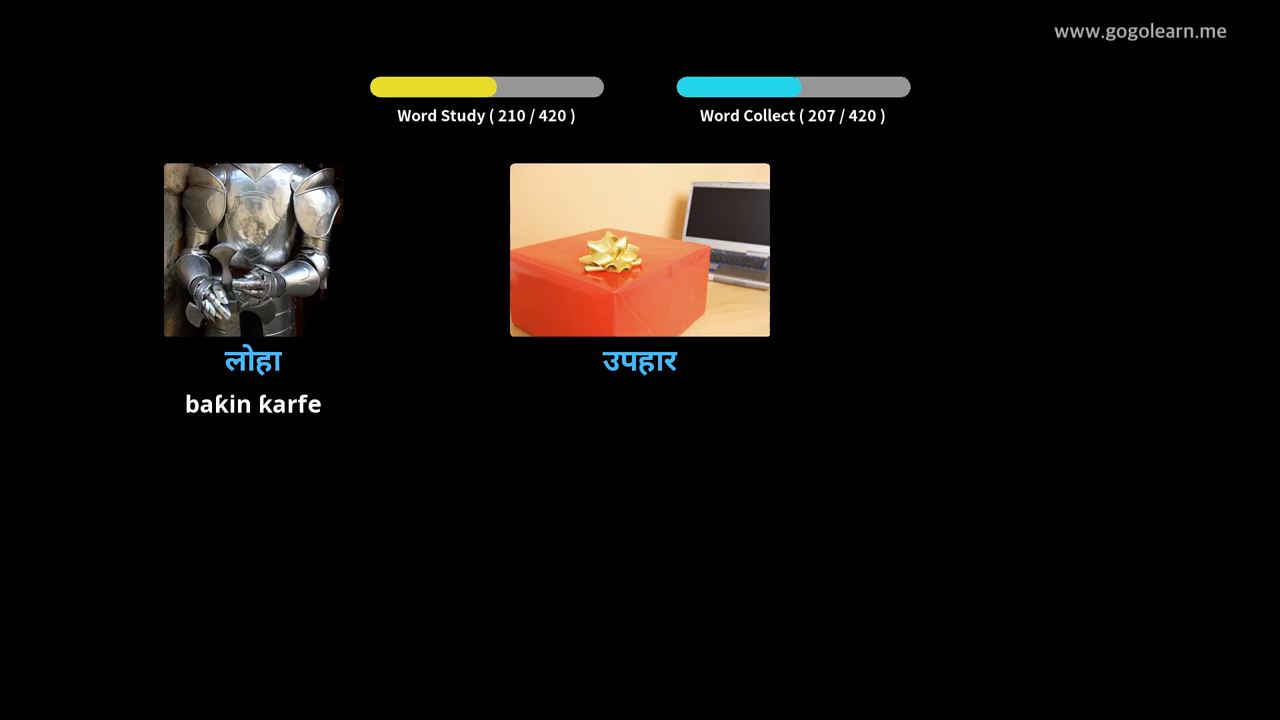 www.gogolearn.me
Word Study ( 210 / 420 )
Word Collect ( 207 / 420 )
लोहा
उपहार
baƙin ƙarfe